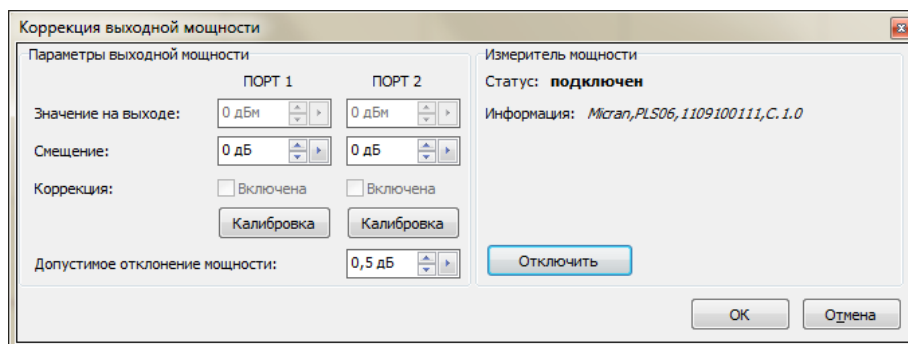 Коррекция выходной мощности
Параметры выходной мощности
ПОРТ 1 ПОРТ 2
Значение на выходе: 0 дБм 0 дБм
Смещение: 0 дБ 0 дБ
Коррекция: Включена Включена
Калибровка Калибровка
Допустимое отклонение мощности: 0,5 дБ
Измеритель мощности
Статус: подключен
Информация: Micran,PLS06,1109100111,C.1.0
Отключить
ОК Отмена